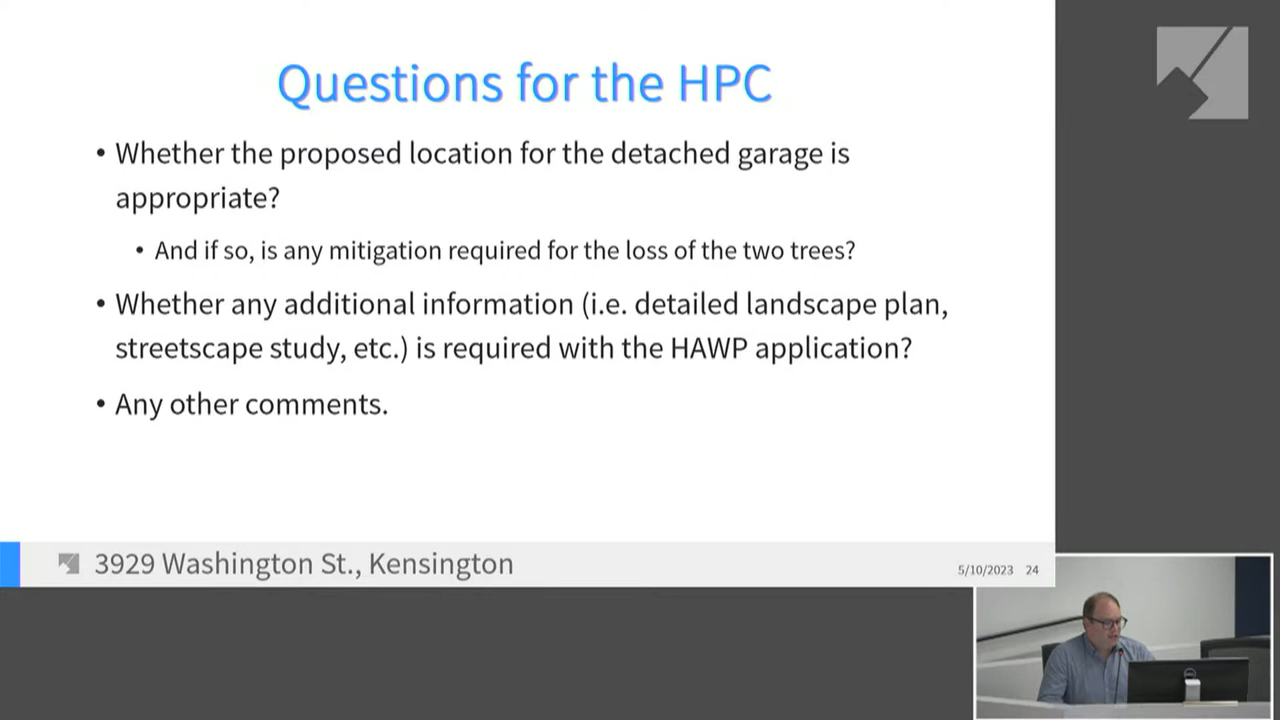 Questions for the HPC
• Whether the proposed location for the detached garage is
appropriate?
• And if so, is any mitigation required for the loss of the two trees?
• Whether any additional information (i.e. detailed landscape plan,
streetscape study, etc.) is required with the HAWP application?
• Any other comments.
3929 Washington St., Kensington
5/10/2023 24